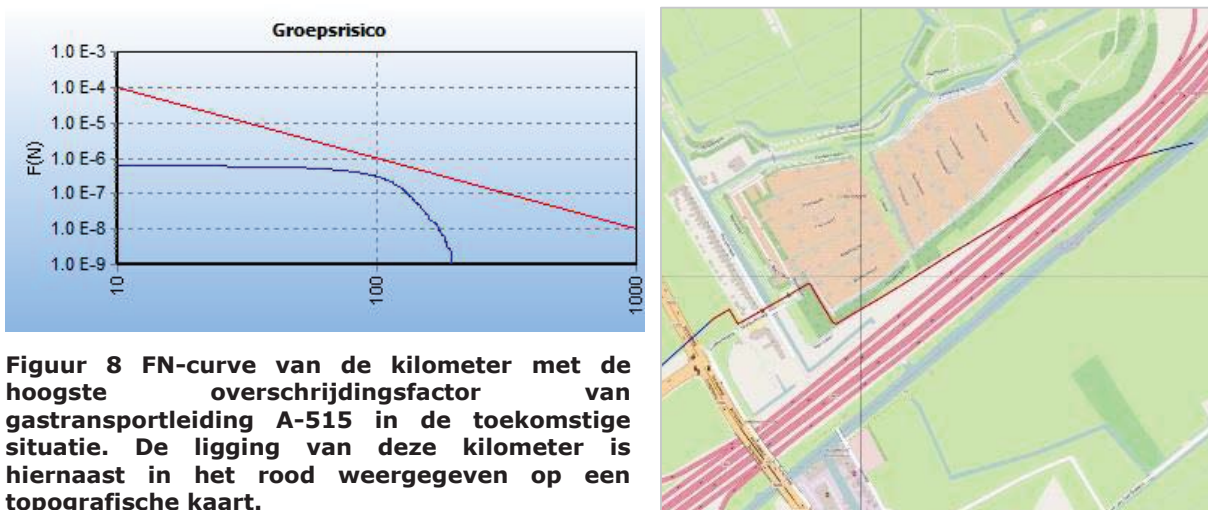 Groepsrisico
F(N)
1.0 E-3
1.0 E-4
1.0 E-5
1.0 E-6
1.0 E-7
1.0 E-8
1.0 E-9
10
100
1000
Figuur 8 FN-curve van de kilometer met de
hoogste overschrijdingsfactor van
gastransportleiding A-515 in de toekomstige
situatie. De ligging van deze kilometer is
hiernaast in het rood weergegeven op een
topografische kaart.